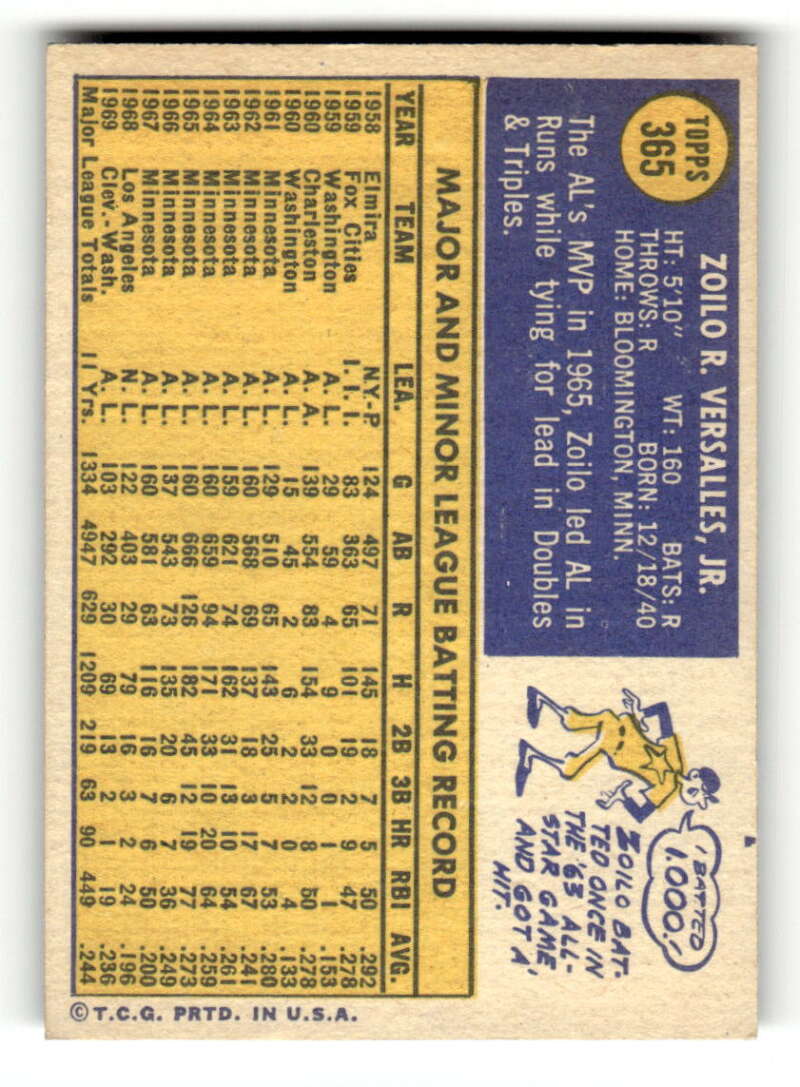 TOPPS
365
ZOILO R. VERSALLES, JR.
HT: 5'10" WT: 160 BATS: R
THROWS: R BORN: 12/18/40
HOME: BLOOMINGTON, MINN.
The AL's MVP in 1965, Zoilo led AL in
Runs while tying for lead in Doubles
& Triples.
I BATTED
1.000!
ZOILO BAT-
TED ONCE IN
THE '63 ALL-
STAR GAME
AND GOT A
HIT.
MAJOR AND MINOR LEAGUE BATTING RECORD
YEAR TEAM LEA. G AB R H 2B 3B HR RBI AVG.
1958 Elmira NY.-P 124 497 71 145 18 7 5 50 .292
1959 Fox Cities I. I. I. 83 363 65 101 19 2 9 47 .278
1959 Washington A. L. 29 59 4 9 0 0 1 1 .153
1960 Charleston A. A. 139 554 83 154 33 12 8 60 .278
1960 Washington A. L. 15 45 2 6 2 2 0 4 .133
1961 Minnesota A. L. 129 510 65 143 25 5 7 53 .280
1962 Minnesota A. L. 160 568 69 137 18 3 17 67 .241
1963 Minnesota A. L. 159 621 74 162 31 13 10 54 .261
1964 Minnesota A. L. 160 659 94 171 33 10 20 64 .259
1965 Minnesota A. L. 160 666 126 182 45 12 19 77 .273
1966 Minnesota A. L. 137 543 73 135 20 6 7 36 .249
1967 Minnesota A. L. 160 581 63 116 16 7 6 50 .200
1968 Los Angeles N. L. 122 403 29 79 16 3 2 24 .196
1969 Clev.-Wash. A. L. 103 292 30 69 13 2 1 19 .236
Major League Totals 11 Yrs. 1334 4947 629 1209 219 63 90 449 .244
© T.C.G. PRTD. IN U.S.A.